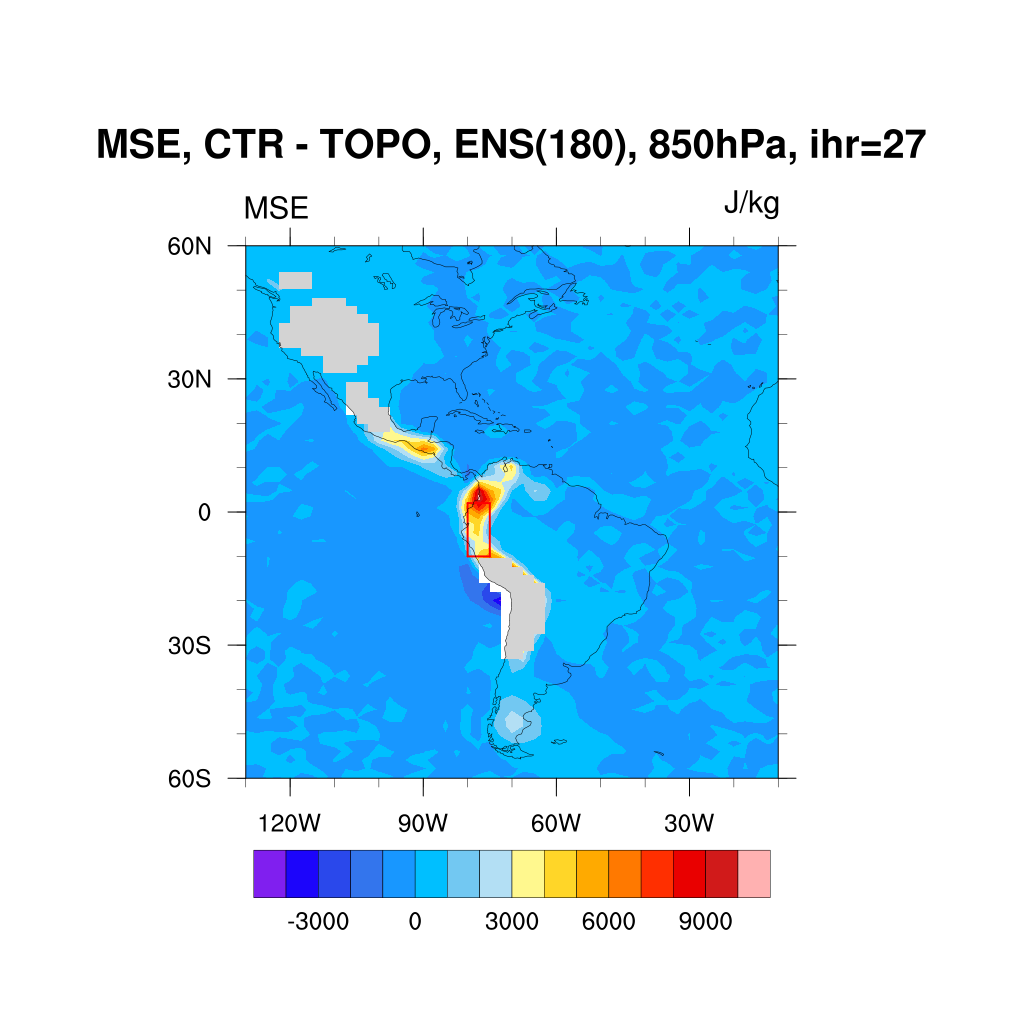 MSE, CTR - TOPO, ENS(180), 850hPa, ihr=27
MSE J/kg
60N
30N
0
30S
60S
120W 90W 60W 30W
-3000 0 3000 6000 9000